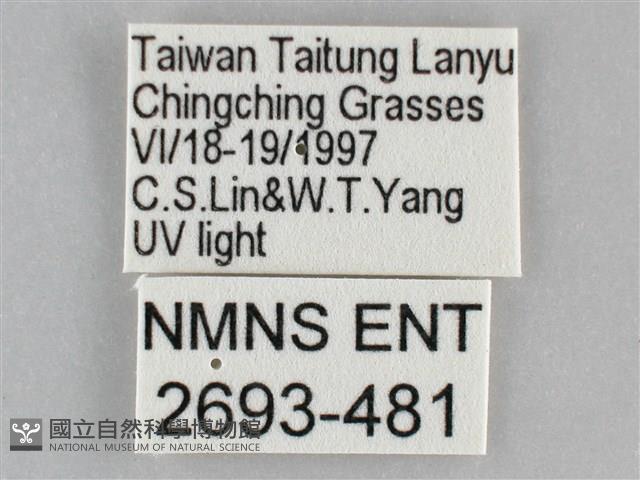 Taiwan Taitung Lanyu
Chingching Grasses
VI/18-19/1997
C.S.Lin&W.T.Yang
UV light
NMNS ENT
2693-481
國立自然科學博物館
NATIONAL MUSEUM OF NATURAL SCIENCE